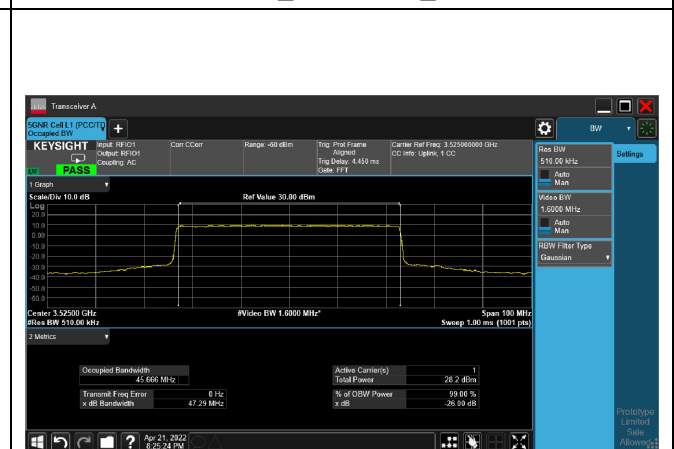 Transceiver A
5GNR Cell L1 (PCC/TD
Occupied BW
BW
KEYSIGHT
Input: RFIO1
Output: RFIO1
Coupling: AC
Corr CCorr
Range: -60 dBm
Trig: Prot Frame
Aligned
Trig Delay: 4.450 ms
Gate: FFT
Carrier Ref Freq: 3.525000000 GHz
CC Info: Uplink, 1 CC
PASS
1 Graph
Scale/Div 10.0 dB
Ref Value 30.00 dBm
Log
20.0
10.0
0.00
-10.0
-20.0
-30.0
-40.0
-50.0
-60.0
Center 3.52500 GHz
#Video BW 1.6000 MHz*
Span 100 MHz
#Res BW 510.00 kHz
Sweep 1.00 ms (1001 pts)
2 Metrics
Occupied Bandwidth
45.666 MHz
Active Carrier(s) 1
Total Power 28.2 dBm
Transmit Freq Error 0 Hz
x dB Bandwidth 47.29 MHz
% of OBW Power 99.00 %
x dB -26.00 dB
Res BW
510.00 kHz
Auto
Man
Video BW
1.6000 MHz
Auto
Man
RBW Filter Type
Gaussian
Settings
Prototype
Limited
Sale
Allowed
?
Apr 21, 2022
8:25:24 PM